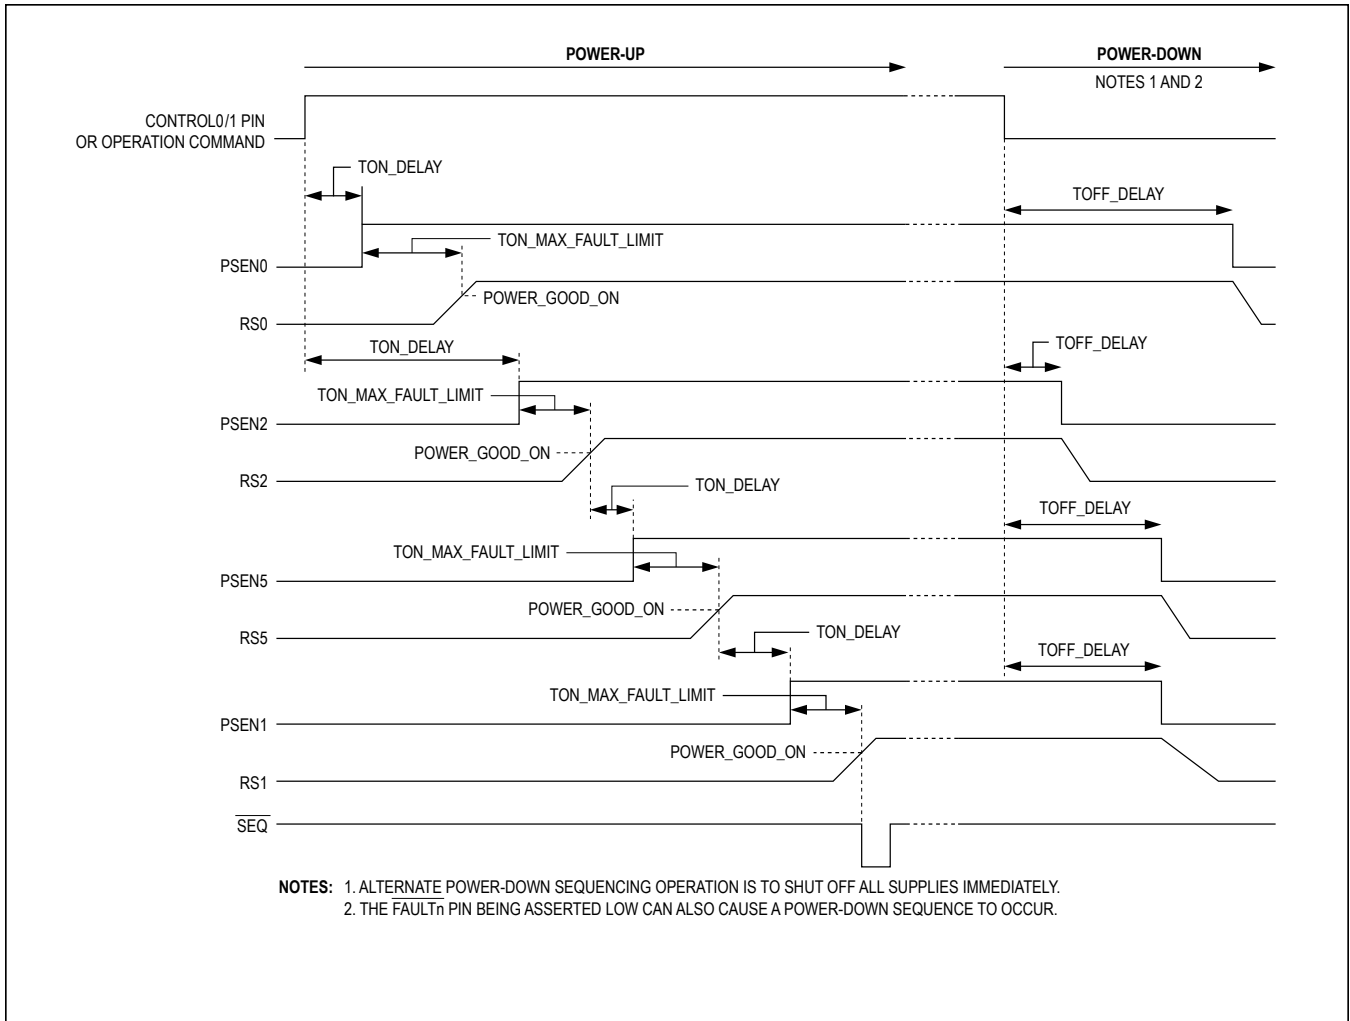 POWER-UP
POWER-DOWN
NOTES 1 AND 2
CONTROL0/1 PIN
OR OPERATION COMMAND
TON_DELAY
TOFF_DELAY
TON_MAX_FAULT_LIMIT
PSEN0
POWER_GOOD_ON
RS0
TON_DELAY
TOFF_DELAY
TON_MAX_FAULT_LIMIT
PSEN2
POWER_GOOD_ON
RS2
TON_DELAY
TOFF_DELAY
TON_MAX_FAULT_LIMIT
PSEN5
POWER_GOOD_ON
RS5
TON_DELAY
TOFF_DELAY
TON_MAX_FAULT_LIMIT
PSEN1
POWER_GOOD_ON
RS1
SEQ
NOTES: 1. ALTERNATE POWER-DOWN SEQUENCING OPERATION IS TO SHUT OFF ALL SUPPLIES IMMEDIATELY.
2. THE FAULTn PIN BEING ASSERTED LOW CAN ALSO CAUSE A POWER-DOWN SEQUENCE TO OCCUR.